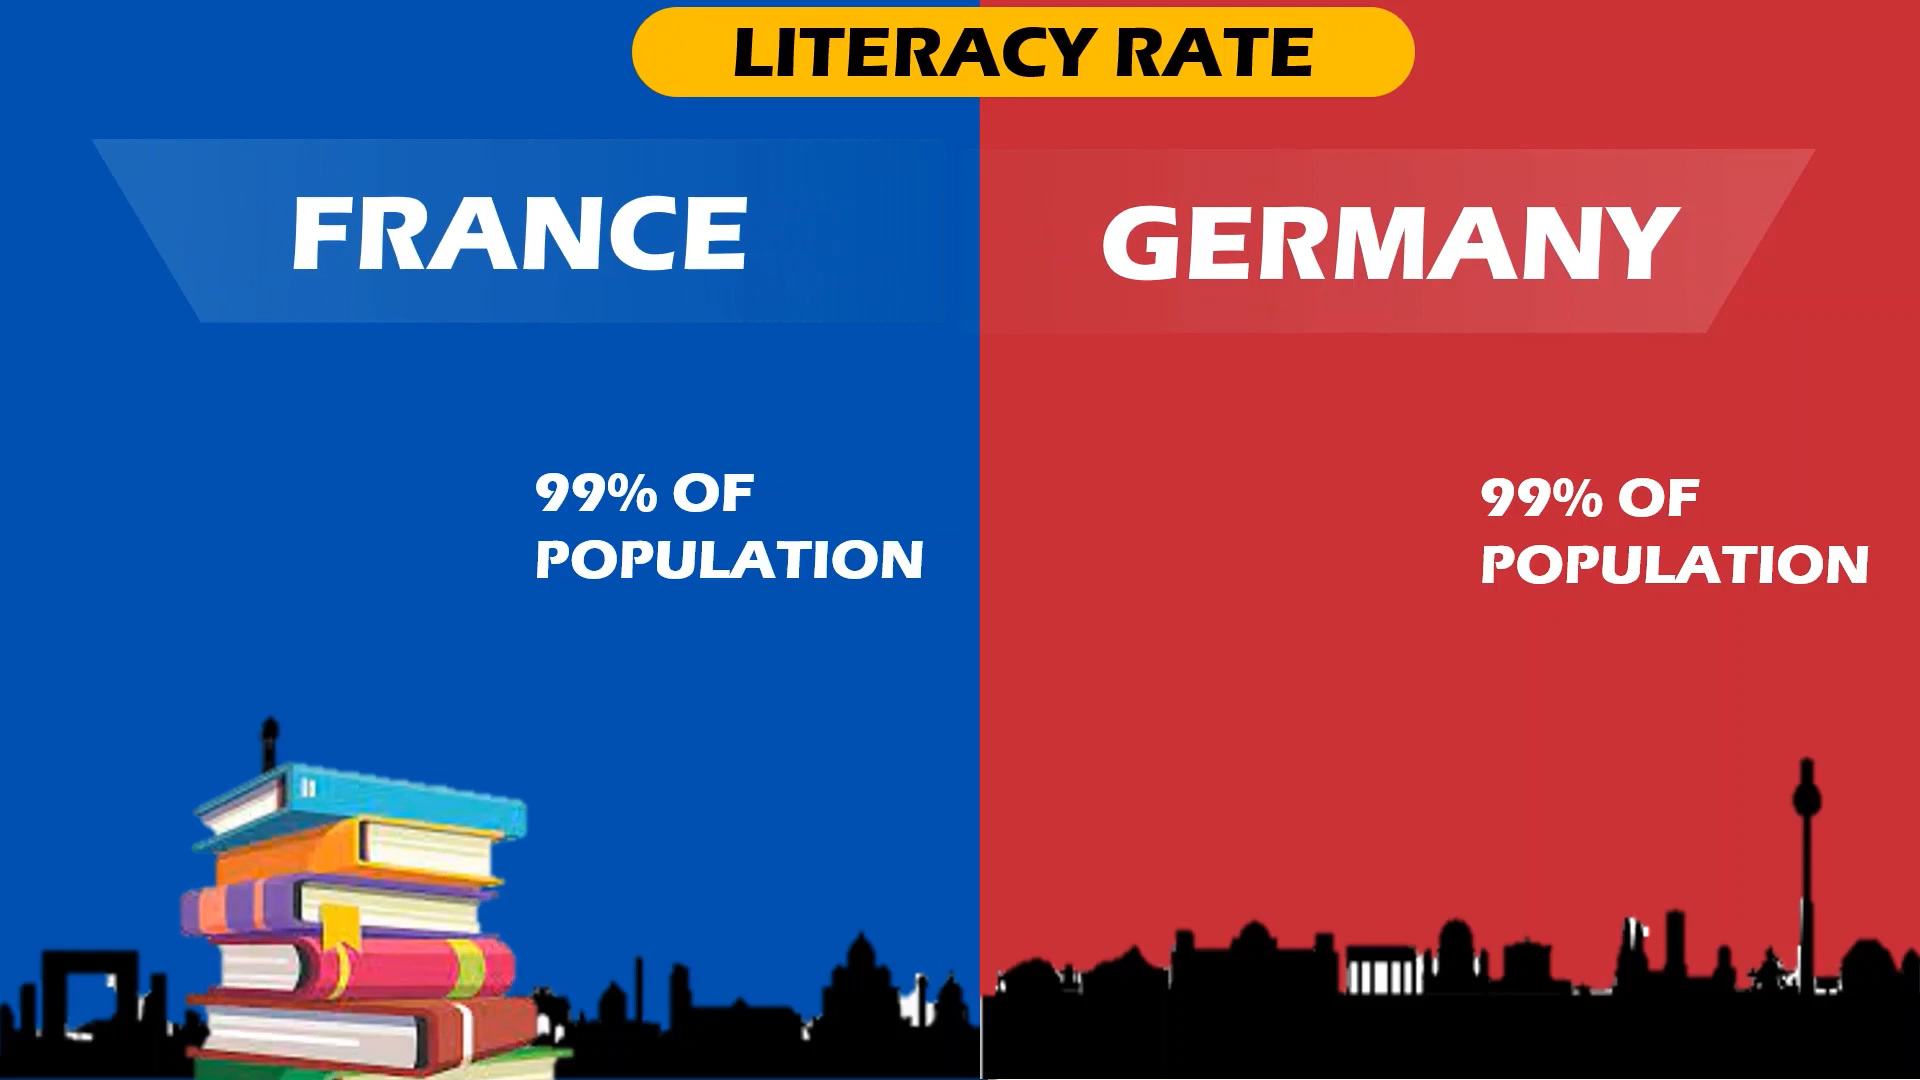 LITERACY RATE
FRANCE
GERMANY
99% OF
POPULATION
99% OF
POPULATION